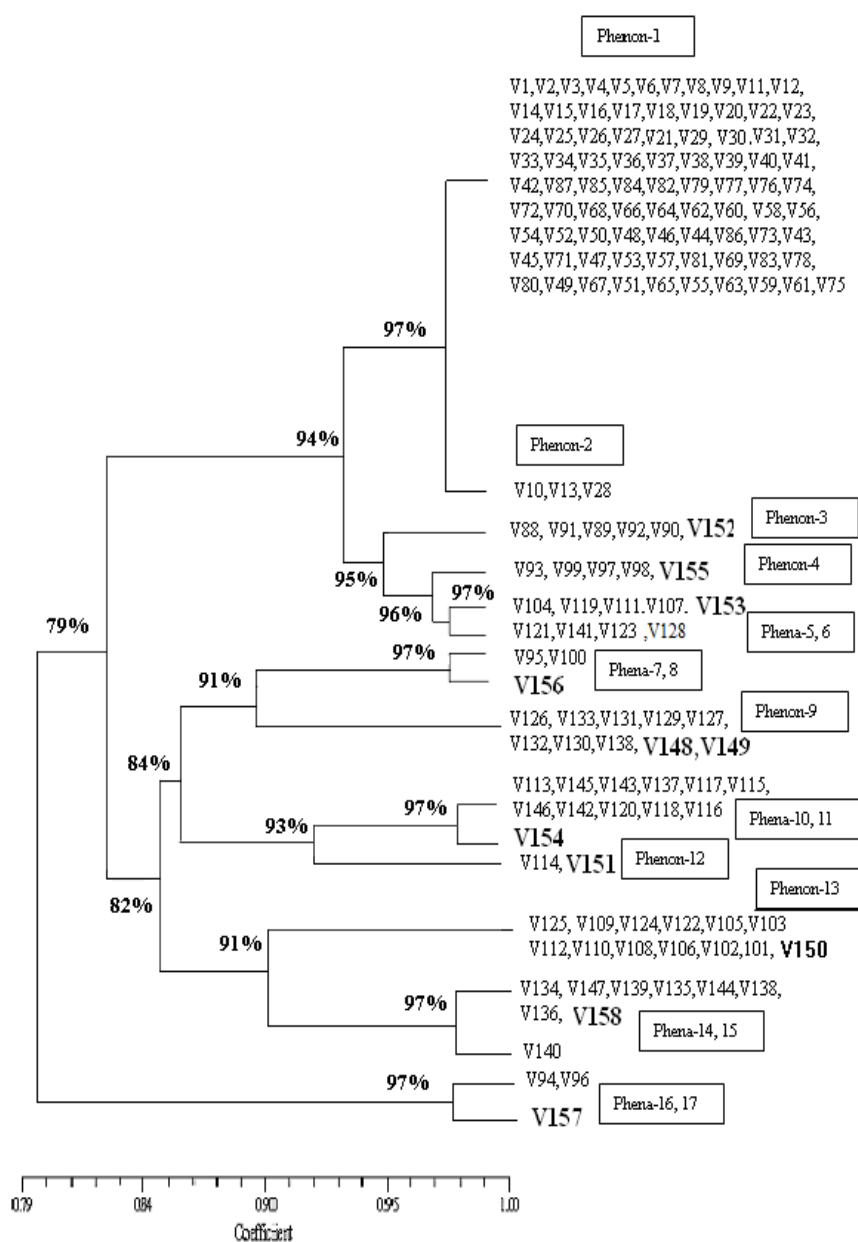 Phenon-1
V1,V2,V3,V4,V5,V6,V7,V8,V9,V11,V12,
V14,V15,V16,V17,V18,V19,V20,V22,V23,
V24,V25,V26,V27,V21,V29, V30.V31,V32,
V33,V34,V35,V36,V37,V38,V39,V40,V41,
V42,V87,V85,V84,V82,V79,V77,V76,V74,
V72,V70,V68,V66,V64,V62,V60, V58,V56,
V54,V52,V50,V48,V46,V44,V86,V73,V43,
V45,V71,V47,V53,V57,V81,V69,V83,V78,
V80,V49,V67,V51,V65,V55,V63,V59,V61,V75
97%
94%
Phenon-2
V10,V13,V28
V88, V91,V89,V92,V90,V152
Phenon-3
95%
V93, V99,V97,V98,V155
Phenon-4
97%
96%
V104, V119,V111.V107. V153
V121,V141,V123 ,V128
Phena-5, 6
79%
97%
V95,V100
V156
Phena-7, 8
91%
V126, V133,V131,V129,V127,
V132,V130,V138, V148,V149
Phenon-9
84%
V113,V145,V143,V137,V117,V115,
V146,V142,V120,V118,V116
V154
Phena-10, 11
97%
93%
V114,V151
Phenon-12
Phenon-13
82%
91%
V125, V109,V124,V122,V105,V103
V112,V110,V108,V106,V102,101, V150
97%
V134, V147,V139,V135,V144,V138,
V136, V158
Phena-14, 15
V140
97%
V94,V96
V157
Phena-16, 17
0.79 0.84 0.90 0.95 1.00
Coefficient